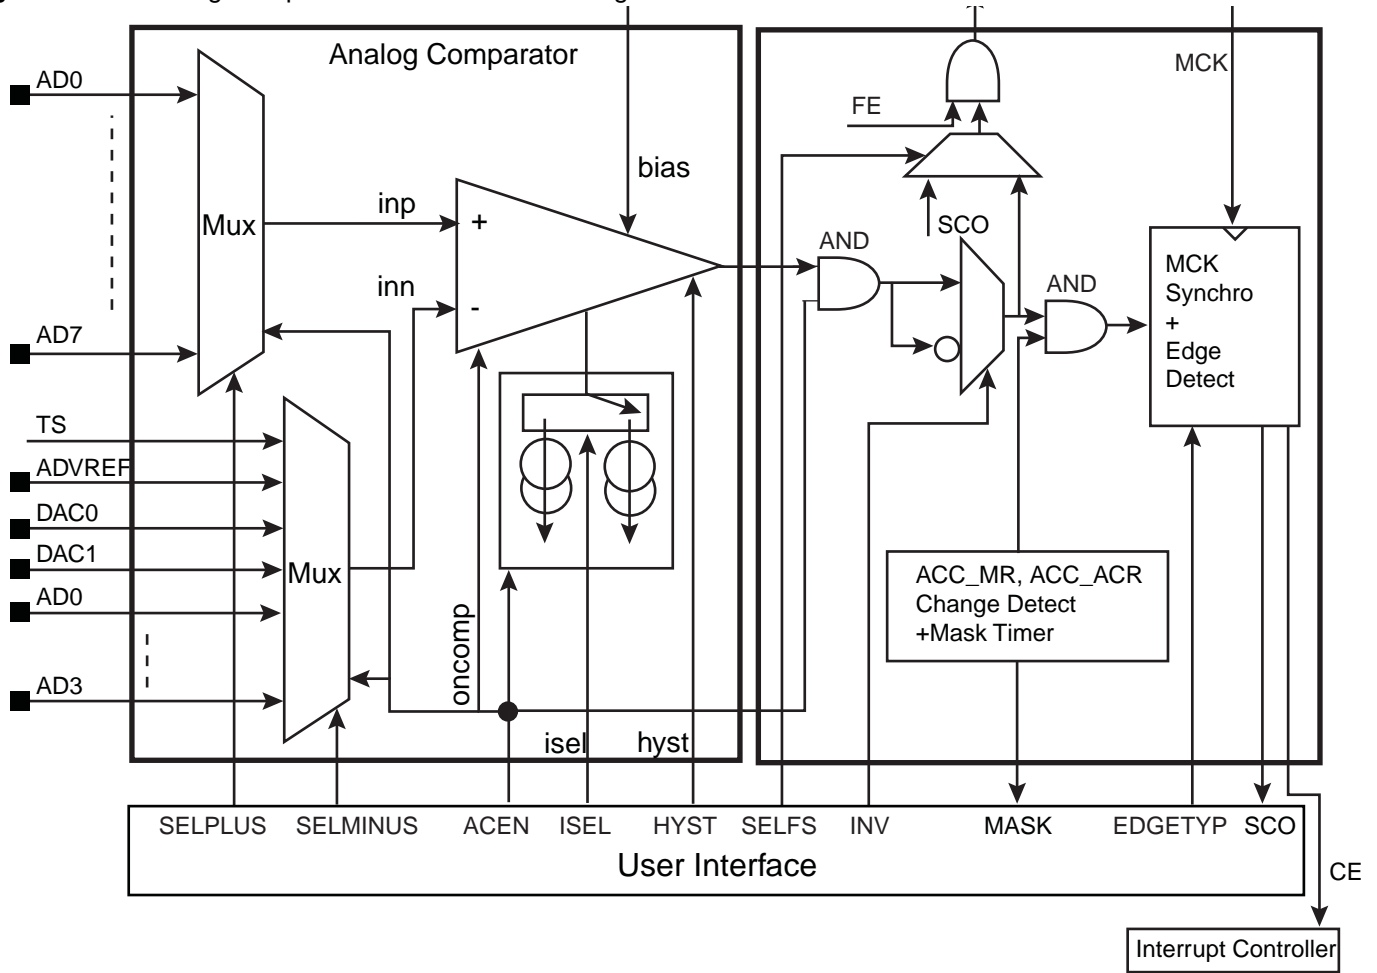 Analog Comparator
AD0
MCK
FE
bias
inp
+
Mux
SCO
AND
inn
-
AD7
MCK
Synchro
+
Edge
Detect
AND
TS
ADVREF
DAC0
DAC1
Mux
AD0
AD3
oncomp
isel
hyst
ACC_MR, ACC_ACR
Change Detect
+Mask Timer
SELPLUS SELMINUS ACEN ISEL HYST SELFS INV MASK EDGETYP SCO
User Interface
CE
Interrupt Controller